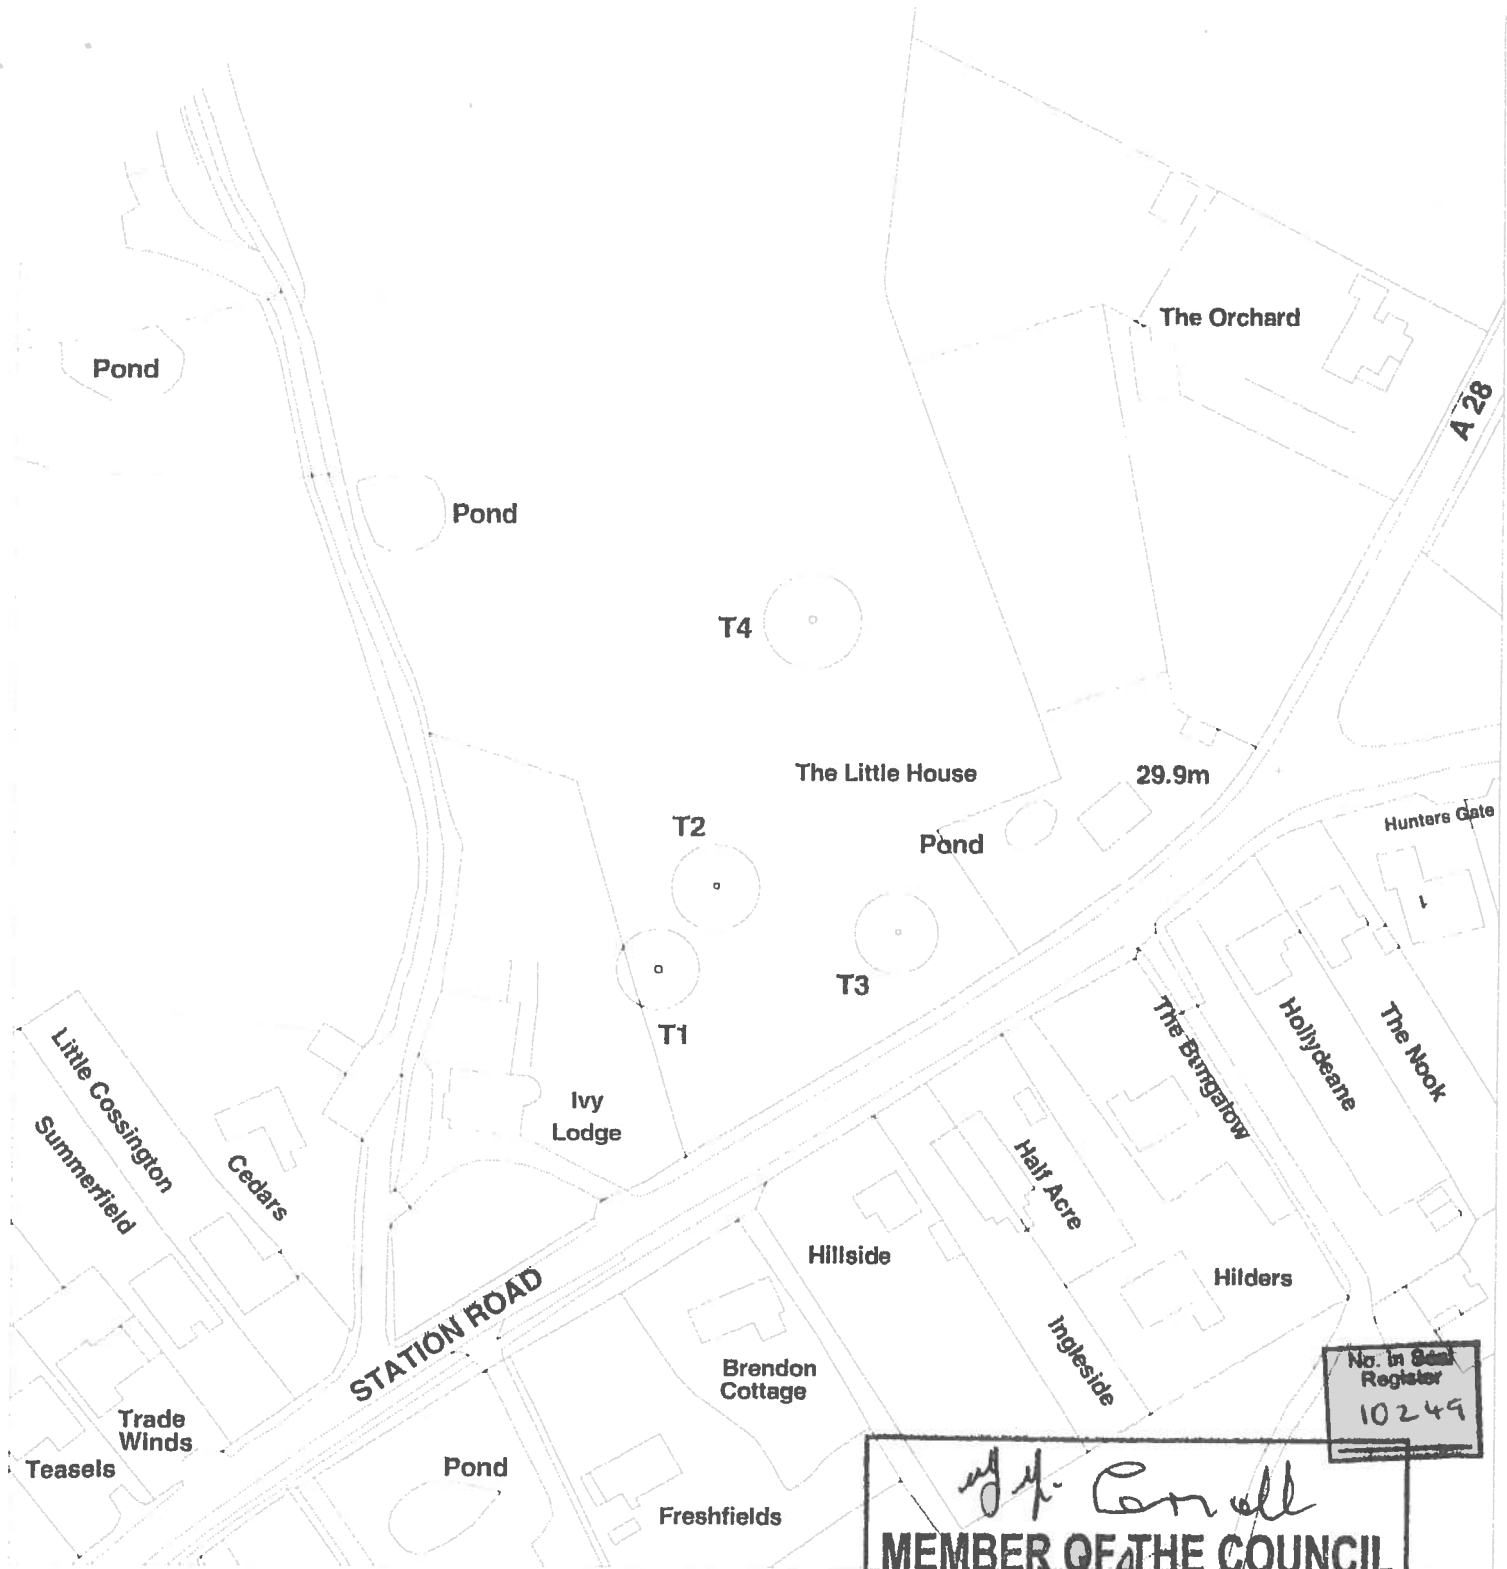 The Orchard
A 28
Pond
Pond
T4
The Little House
29.9m
T2
Pond
Hunters Gate
1
T3
T1
The Bungalow
Hollydeane
The Nook
Little Cossington
Summerfield
Cedars
Ivy
Lodge
Half Acre
Hillside
Hilders
STATION ROAD
Ingleside
Brendon
Cottage
Trade
Winds
Teasels
Pond
Freshfields
No. in Seal
Register
10249
MEMBER OF THE COUNCIL